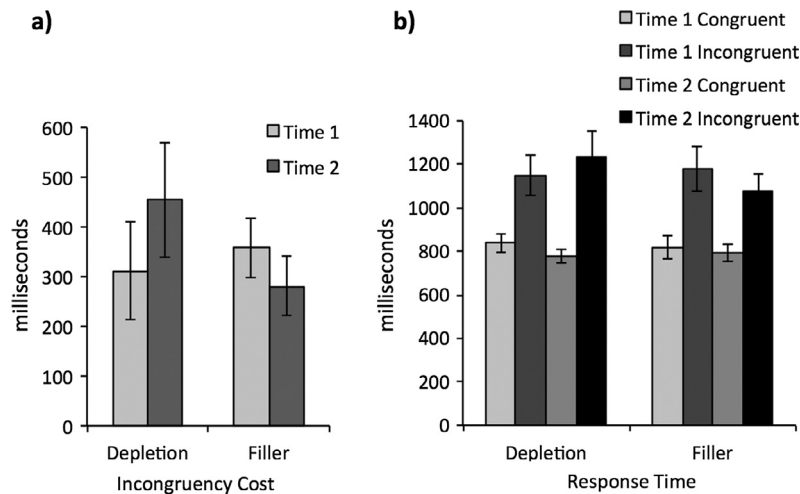 a)
600
500
400
300
200
100
0
milliseconds
Time 1
Time 2
Depletion Filler
Incongruency Cost
b)
Time 1 Congruent
Time 1 Incongruent
Time 2 Congruent
Time 2 Incongruent
1400
1200
1000
800
600
400
200
0
milliseconds
Depletion Filler
Response Time